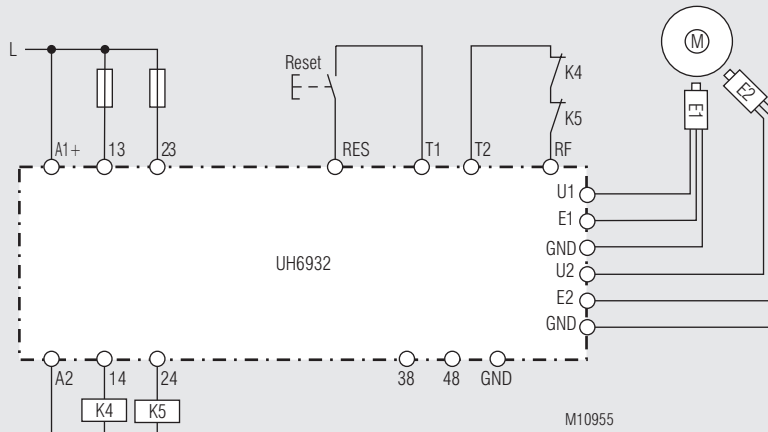 L
Reset
M
K4
E2
E1
K5
A1+ 13 23 RES T1 T2 RF
U1
E1
GND
UH6932
U2
E2
GND
A2 14 24 38 48 GND
K4 K5
M10955